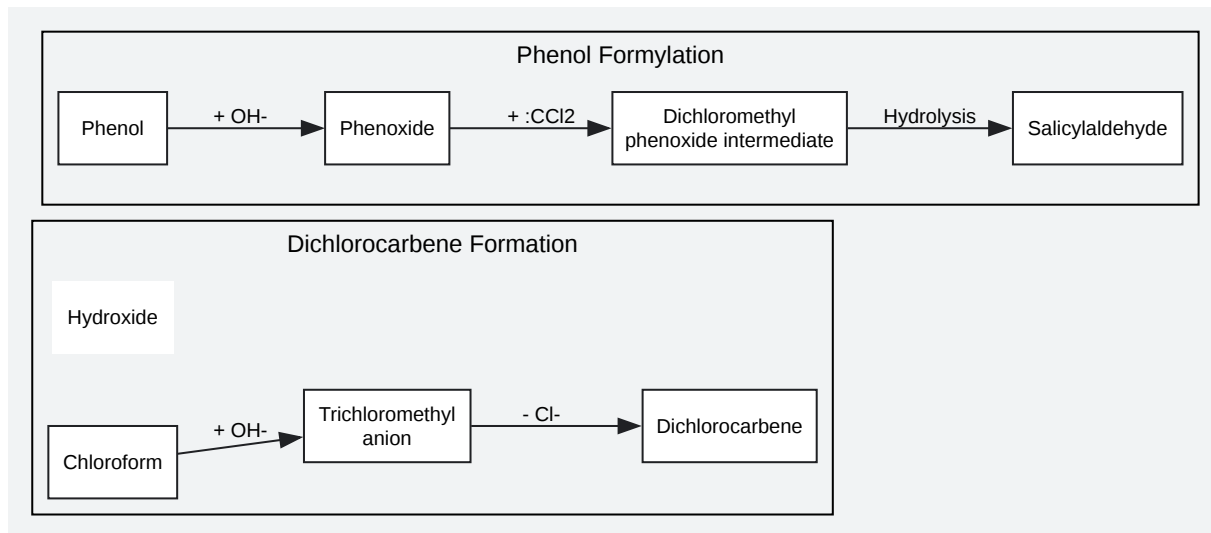 Phenol Formylation
Phenol
+ OH-
Phenoxide
+ :CCl2
Dichloromethyl
phenoxide intermediate
Hydrolysis
Salicylaldehyde
Dichlorocarbene Formation
Hydroxide
Chloroform
+ OH-
Trichloromethyl
anion
- Cl-
Dichlorocarbene